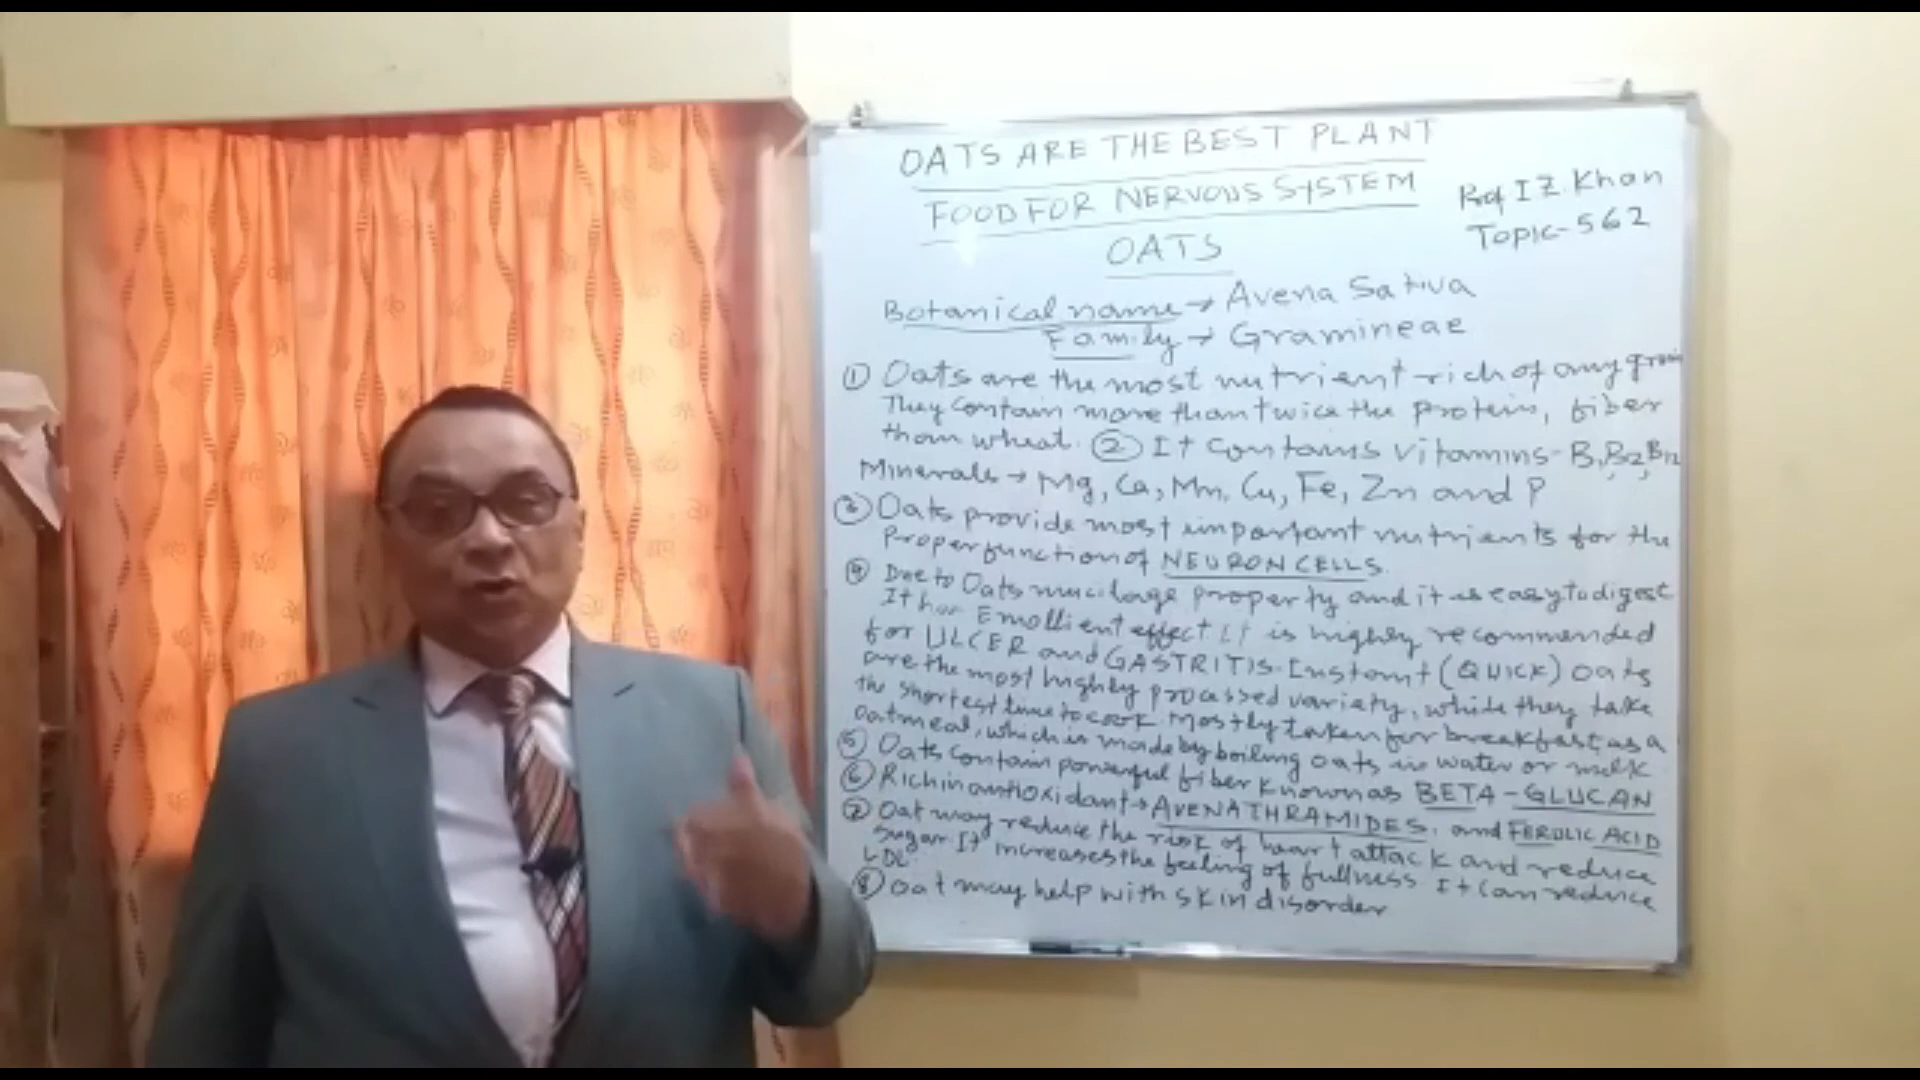 OATS ARE THE BEST PLANT
FOOD FOR NERVOUS SYSTEM
Prof I Z. Khan
Topic-562
OATS
Botanical name → Avena Sativa
Family → Gramineae
① Oats are the most nutrient-rich of any grain
They contain more than twice the protein, fiber
than wheat. ② It contains vitamins- B1, B2, B12
Minerals → Mg, Ca, Mn, Cu, Fe, Zn and P
③ Oats provide most important nutrients for the
Proper function of NEURON CELLS.
④ Due to Oats mucilage property and it is easy to digest
It has Emollient effect It is highly recommended
for ULCER and GASTRITIS. Instant (QUICK) oats
are the most highly processed variety, while they take
the shortest time to cook. Mostly taken for breakfast, as a
oatmeal, which is made by boiling oats in water or milk
⑤ Oats contain powerful fiber known as BETA-GLUCAN
⑥ Rich in antioxidant → AVENATHRAMIDES. and FEROLIC ACID
⑦ Oat may reduce the risk of heart attack and reduce
sugar. It increases the feeling of fullness. It can reduce
LDL.
⑧ Oat may help with skin disorder